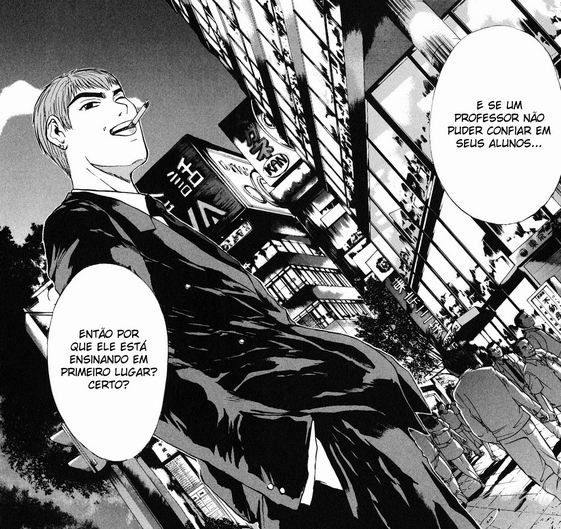 E SE UM
PROFESSOR NÃO
PUDER CONFIAR EM
SEUS ALUNOS...
ENTÃO POR
QUE ELE ESTÁ
ENSINANDO EM
PRIMEIRO LUGAR?
CERTO?